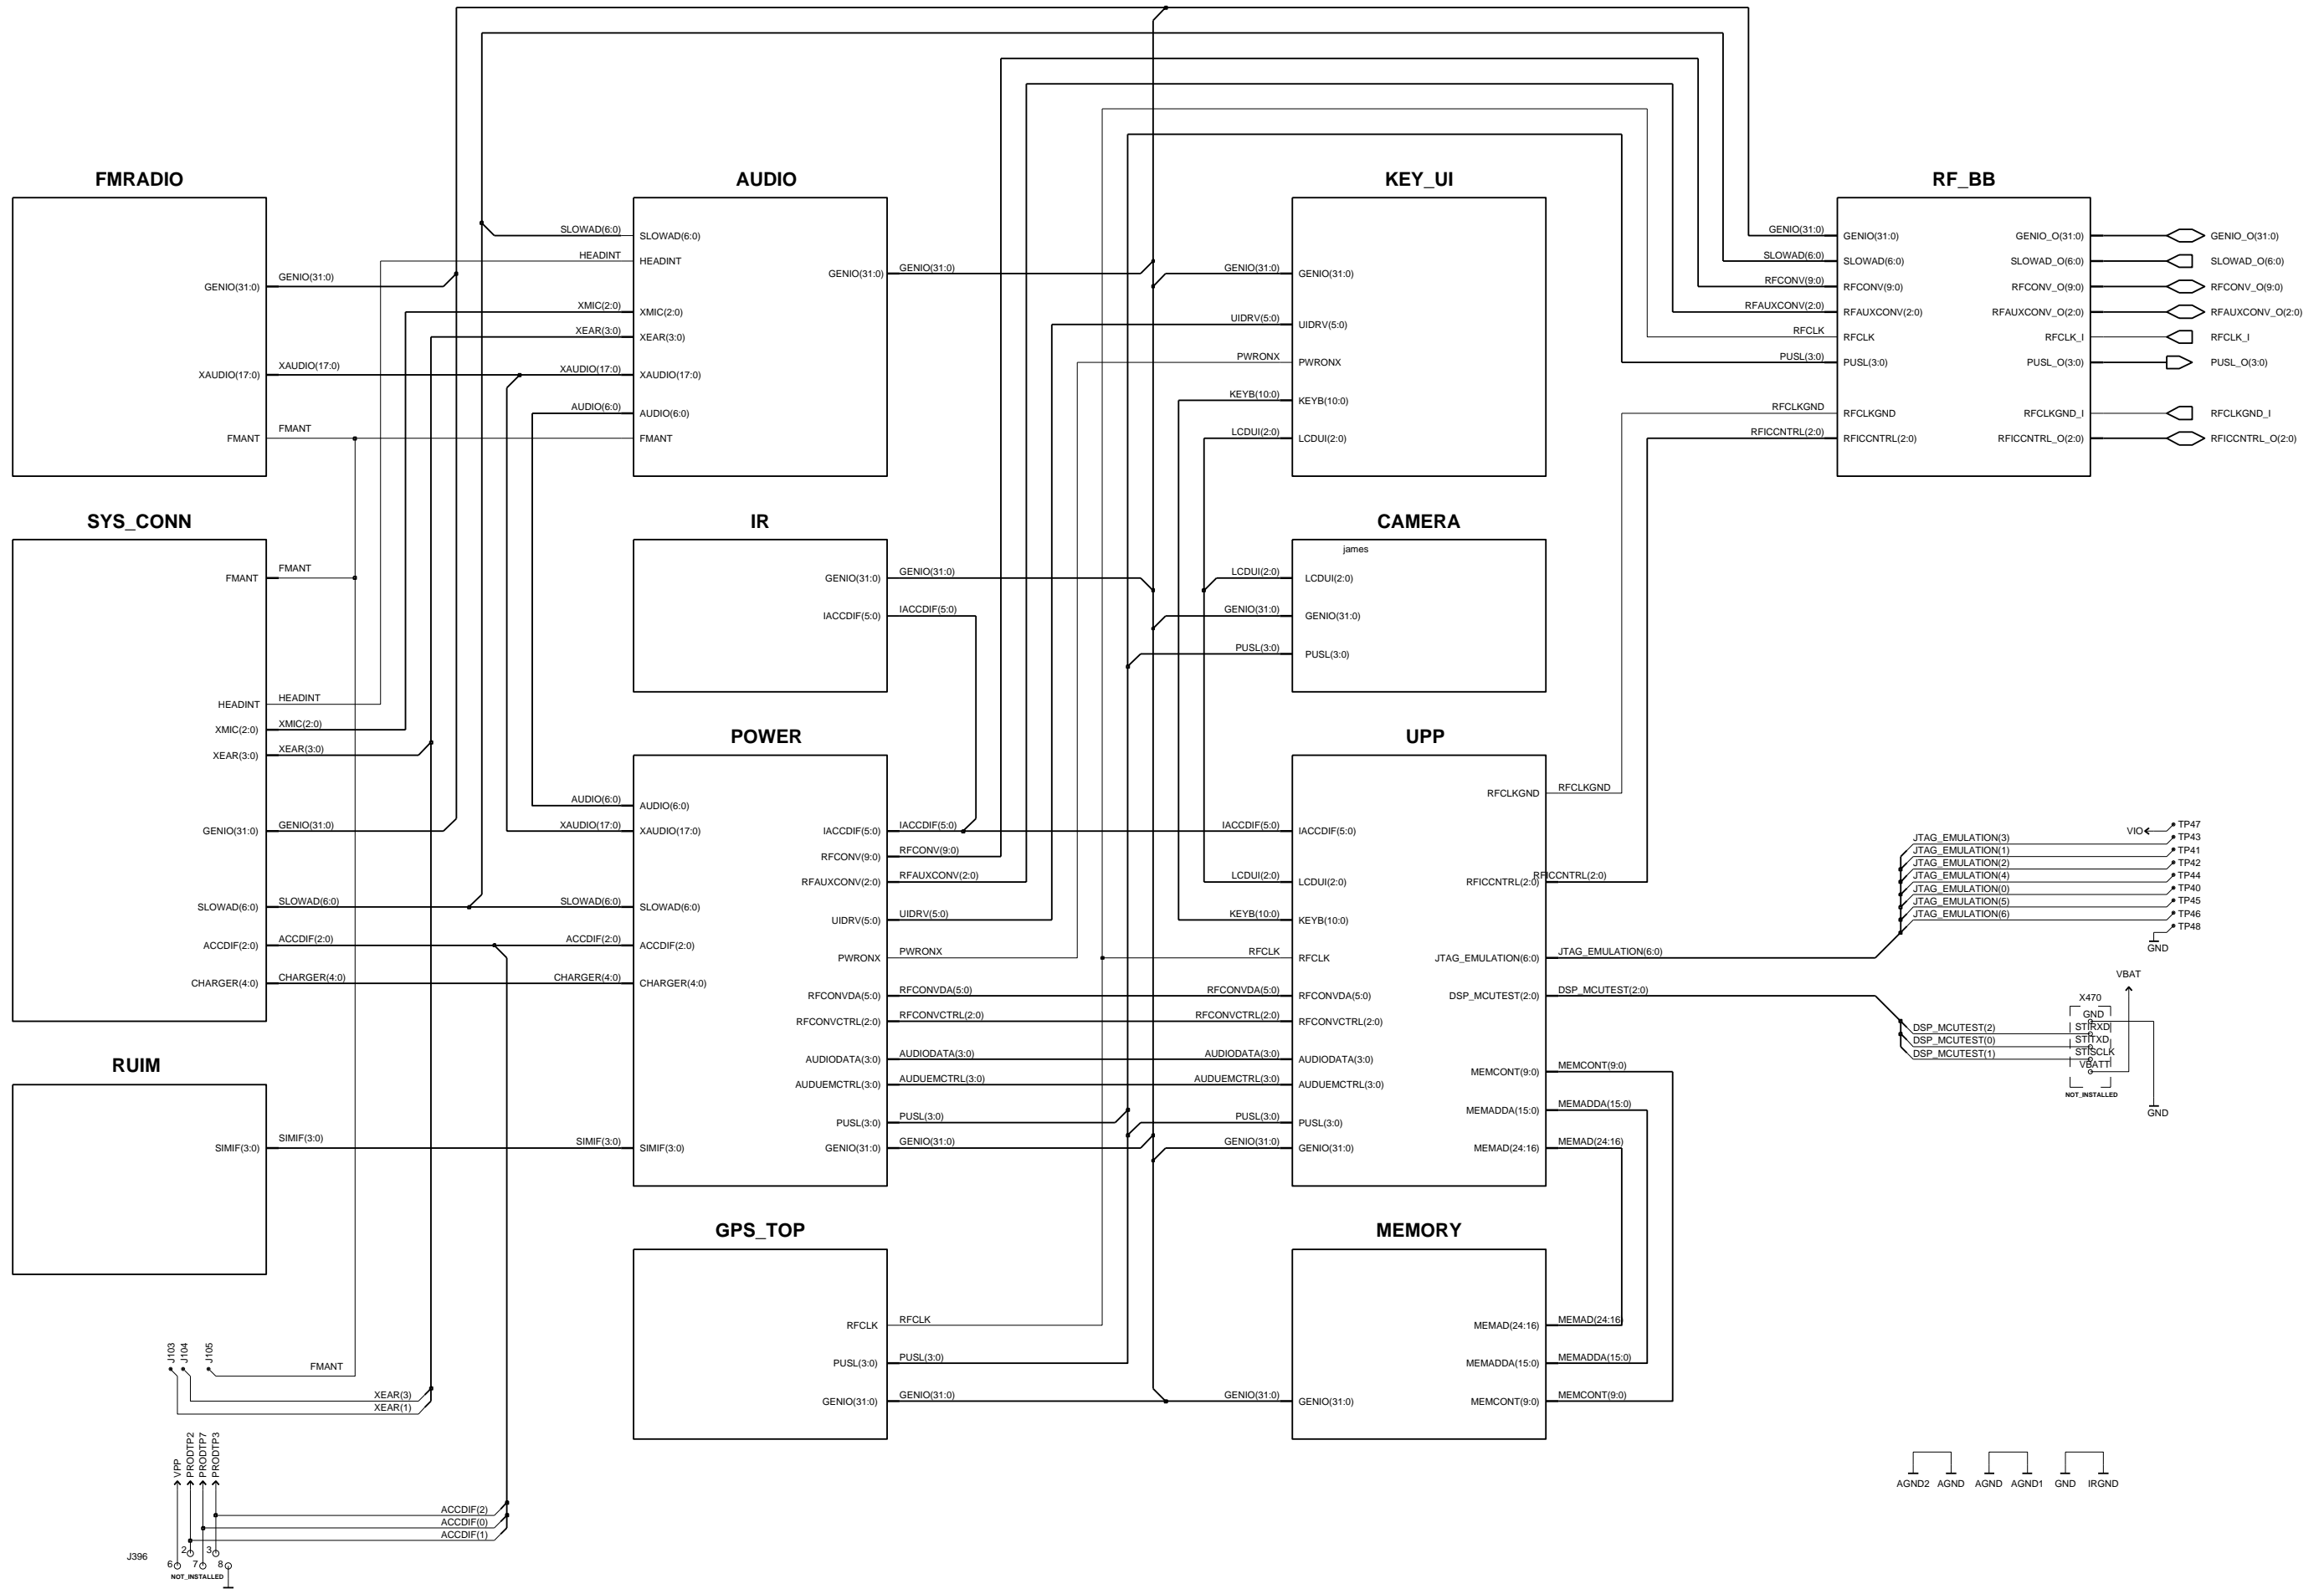 FMRADIO
GENIO(31:0) GENIO(31:0)
XAUDIO(17:0) XAUDIO(17:0)
FMANT FMANT
AUDIO
SLOWAD(6:0) SLOWAD(6:0)
HEADINT HEADINT
GENIO(31:0) GENIO(31:0)
XMIC(2:0) XMIC(2:0)
XEAR(3:0) XEAR(3:0)
XAUDIO(17:0) XAUDIO(17:0)
AUDIO(6:0) AUDIO(6:0)
FMANT
KEY_UI
GENIO(31:0) GENIO(31:0)
UIDRV(5:0) UIDRV(5:0)
PWRONX PWRONX
KEYB(10:0) KEYB(10:0)
LCDUI(2:0) LCDUI(2:0)
RF_BB
GENIO(31:0) GENIO(31:0) GENIO_O(31:0) GENIO_O(31:0)
SLOWAD(6:0) SLOWAD(6:0) SLOWAD_O(6:0) SLOWAD_O(6:0)
RFCONV(9:0) RFCONV(9:0) RFCONV_O(9:0) RFCONV_O(9:0)
RFAUXCONV(2:0) RFAUXCONV(2:0) RFAUXCONV_O(2:0) RFAUXCONV_O(2:0)
RFCLK RFCLK RFCLK_I RFCLK_I
PUSL(3:0) PUSL(3:0) PUSL_O(3:0) PUSL_O(3:0)
RFCLKGND RFCLKGND RFCLKGND_I RFCLKGND_I
RFICCNTRL(2:0) RFICCNTRL(2:0) RFICCNTRL_O(2:0) RFICCNTRL_O(2:0)
SYS_CONN
FMANT FMANT
HEADINT HEADINT
XMIC(2:0) XMIC(2:0)
XEAR(3:0) XEAR(3:0)
GENIO(31:0) GENIO(31:0)
SLOWAD(6:0) SLOWAD(6:0)
ACCDIF(2:0) ACCDIF(2:0)
CHARGER(4:0) CHARGER(4:0)
IR
GENIO(31:0) GENIO(31:0)
IACCDIF(5:0) IACCDIF(5:0)
CAMERA
james
LCDUI(2:0) LCDUI(2:0)
GENIO(31:0) GENIO(31:0)
PUSL(3:0) PUSL(3:0)
POWER
AUDIO(6:0) AUDIO(6:0)
XAUDIO(17:0) XAUDIO(17:0) IACCDIF(5:0) IACCDIF(5:0)
RFCONV(9:0) RFCONV(9:0)
RFAUXCONV(2:0) RFAUXCONV(2:0)
SLOWAD(6:0) SLOWAD(6:0)
UIDRV(5:0) UIDRV(5:0)
ACCDIF(2:0) ACCDIF(2:0)
PWRONX PWRONX
CHARGER(4:0) CHARGER(4:0)
RFCONVDA(5:0) RFCONVDA(5:0)
RFCONVCTRL(2:0) RFCONVCTRL(2:0)
AUDIODATA(3:0) AUDIODATA(3:0)
AUDUEMCTRL(3:0) AUDUEMCTRL(3:0)
PUSL(3:0) PUSL(3:0)
SIMIF(3:0) SIMIF(3:0) GENIO(31:0) GENIO(31:0)
UPP
RFCLKGND RFCLKGND
IACCDIF(5:0) IACCDIF(5:0)
LCDUI(2:0) LCDUI(2:0) RFICCNTRL(2:0) RFICCNTRL(2:0)
KEYB(10:0) KEYB(10:0)
RFCLK RFCLK JTAG_EMULATION(6:0) JTAG_EMULATION(6:0)
RFCONVDA(5:0) RFCONVDA(5:0) DSP_MCUTEST(2:0) DSP_MCUTEST(2:0)
RFCONVCTRL(2:0) RFCONVCTRL(2:0)
AUDIODATA(3:0) AUDIODATA(3:0)
MEMCONT(9:0) MEMCONT(9:0)
AUDUEMCTRL(3:0) AUDUEMCTRL(3:0)
MEMADDA(15:0) MEMADDA(15:0)
PUSL(3:0) PUSL(3:0)
GENIO(31:0) GENIO(31:0) MEMAD(24:16) MEMAD(24:16)
VIO TP47
JTAG_EMULATION(3) TP43
JTAG_EMULATION(1) TP41
JTAG_EMULATION(2) TP42
JTAG_EMULATION(4) TP44
JTAG_EMULATION(0) TP40
JTAG_EMULATION(5) TP45
JTAG_EMULATION(6) TP46
TP48
GND
VBAT
X470
GND
DSP_MCUTEST(2) STIRXD
DSP_MCUTEST(0) STITXD
DSP_MCUTEST(1) STISCLK
VBATT
NOT_INSTALLED
GND
RUIM
SIMIF(3:0) SIMIF(3:0)
GPS_TOP
RFCLK RFCLK
PUSL(3:0) PUSL(3:0)
GENIO(31:0) GENIO(31:0)
MEMORY
MEMAD(24:16) MEMAD(24:16)
MEMADDA(15:0) MEMADDA(15:0)
GENIO(31:0) GENIO(31:0) MEMCONT(9:0) MEMCONT(9:0)
J103 J104 J105
FMANT
XEAR(3)
XEAR(1)
VPP PRODTP2 PRODTP7 PRODTP3
ACCDIF(2)
ACCDIF(0)
ACCDIF(1)
J396
2 3
6 7 8
NOT_INSTALLED
AGND2 AGND AGND AGND1 GND IRGND